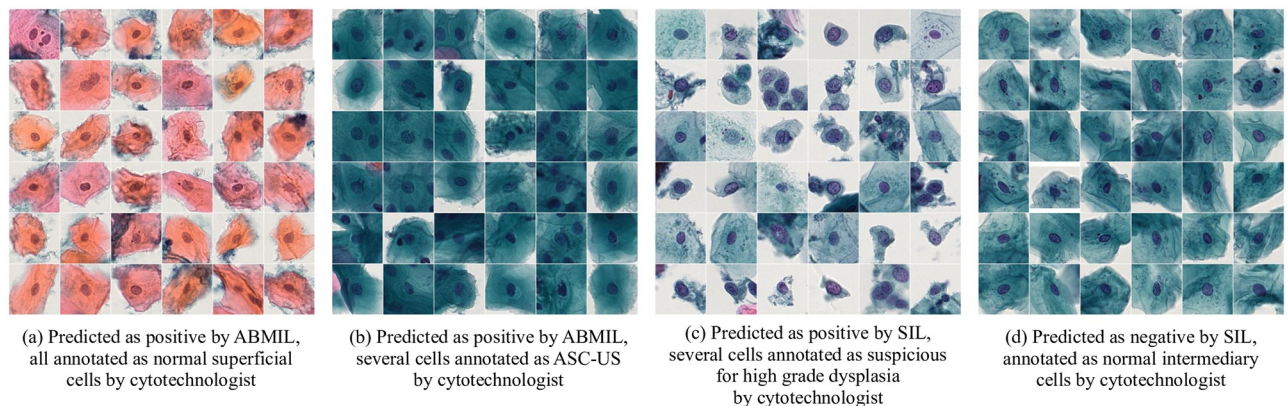 (a) Predicted as positive by ABMIL,
all annotated as normal superficial
cells by cytotechnologist
(b) Predicted as positive by ABMIL,
several cells annotated as ASC-US
by cytotechnologist
(c) Predicted as positive by SIL,
several cells annotated as suspicious
for high grade dysplasia
by cytotechnologist
(d) Predicted as negative by SIL,
annotated as normal intermediary
cells by cytotechnologist